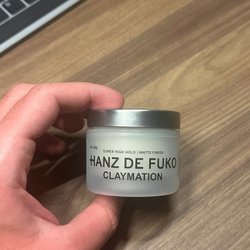 SUPER HIGH HOLD | MATTE FINISH
HANZ DE FUKO
CLAYMATION